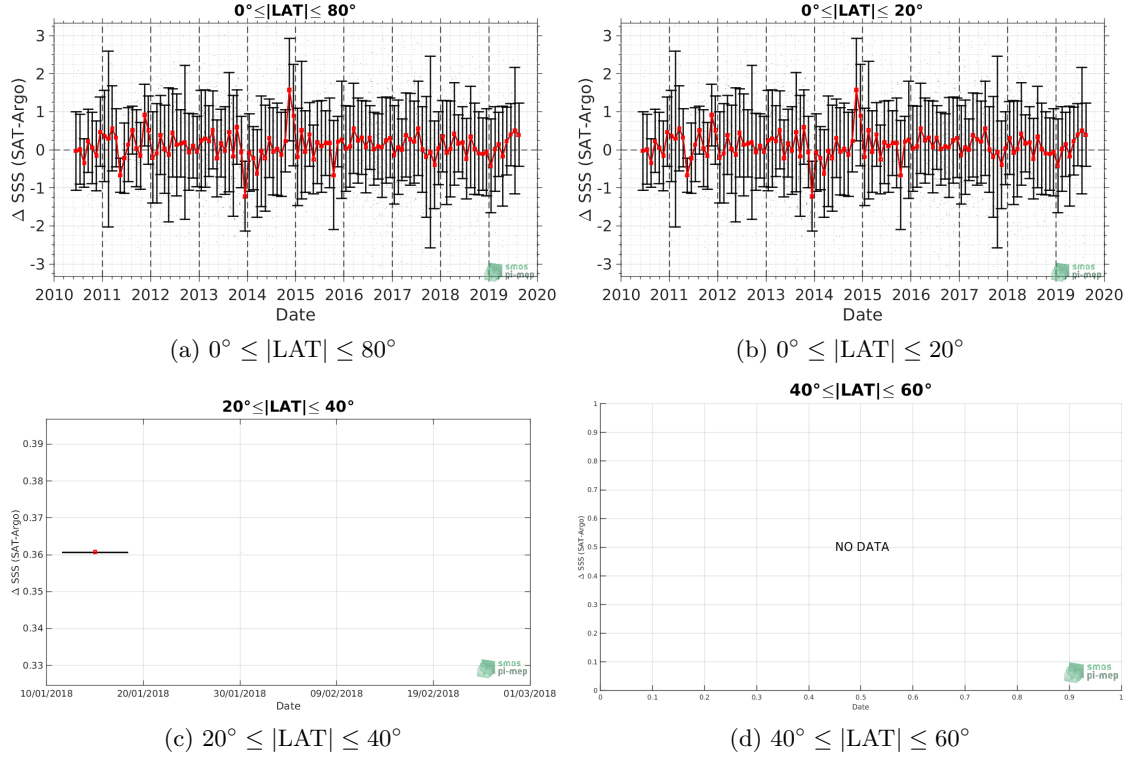 0°≤|LAT|≤ 80°
Δ SSS (SAT-Argo)
3
2
1
0
-1
-2
-3
smos
pi-mep
2010 2011 2012 2013 2014 2015 2016 2017 2018 2019 2020
Date
(a) 0° ≤ |LAT| ≤ 80°
0°≤|LAT|≤ 20°
Δ SSS (SAT-Argo)
3
2
1
0
-1
-2
-3
smos
pi-mep
2010 2011 2012 2013 2014 2015 2016 2017 2018 2019 2020
Date
(b) 0° ≤ |LAT| ≤ 20°
20°≤|LAT|≤ 40°
Δ SSS (SAT-Argo)
0.39
0.38
0.37
0.36
0.35
0.34
0.33
smos
pi-mep
10/01/2018 20/01/2018 30/01/2018 09/02/2018 19/02/2018 01/03/2018
Date
(c) 20° ≤ |LAT| ≤ 40°
40°≤|LAT|≤ 60°
Δ SSS (SAT-Argo)
1
0.9
0.8
0.7
0.6
0.5
0.4
0.3
0.2
0.1
0
NO DATA
smos
pi-mep
0 0.1 0.2 0.3 0.4 0.5 0.6 0.7 0.8 0.9 1
Date
(d) 40° ≤ |LAT| ≤ 60°